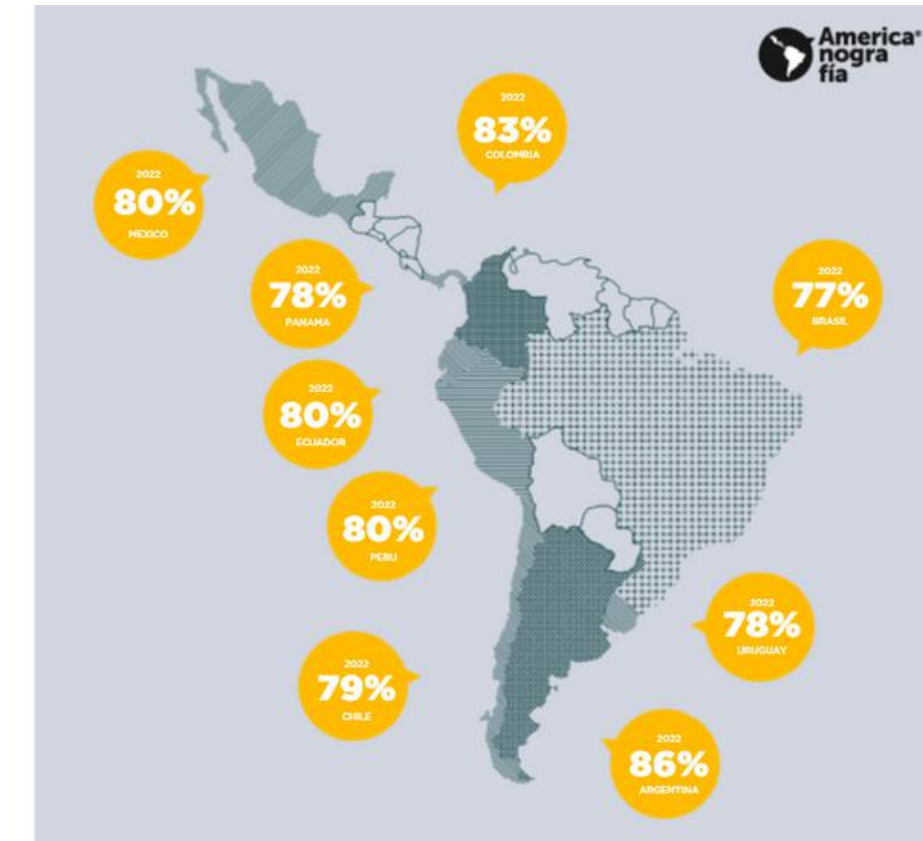 America*
nogra
fía
2022
83%
COLOMBIA
2022
80%
MEXICO
2022
78%
PANAMA
2022
77%
BRASIL
2022
80%
ECUADOR
2022
80%
PERU
2022
78%
URUGUAY
2022
79%
CHILE
2022
86%
ARGENTINA